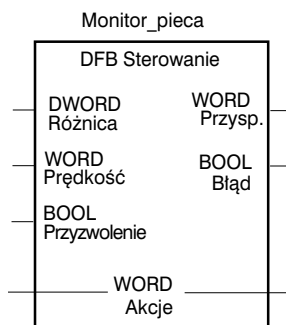 Monitor_pieca
DFB Sterowanie
DWORD
Różnica
WORD
Przysp.
WORD
Prędkość
BOOL
Błąd
BOOL
Przyzwolenie
WORD
Akcje